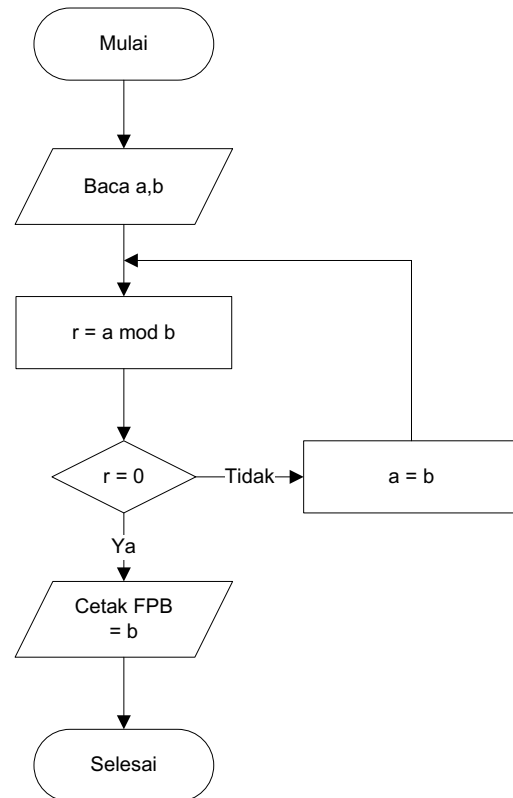 Mulai
Baca a,b
r = a mod b
r = 0
Tidak
a = b
Ya
Cetak FPB
= b
Selesai